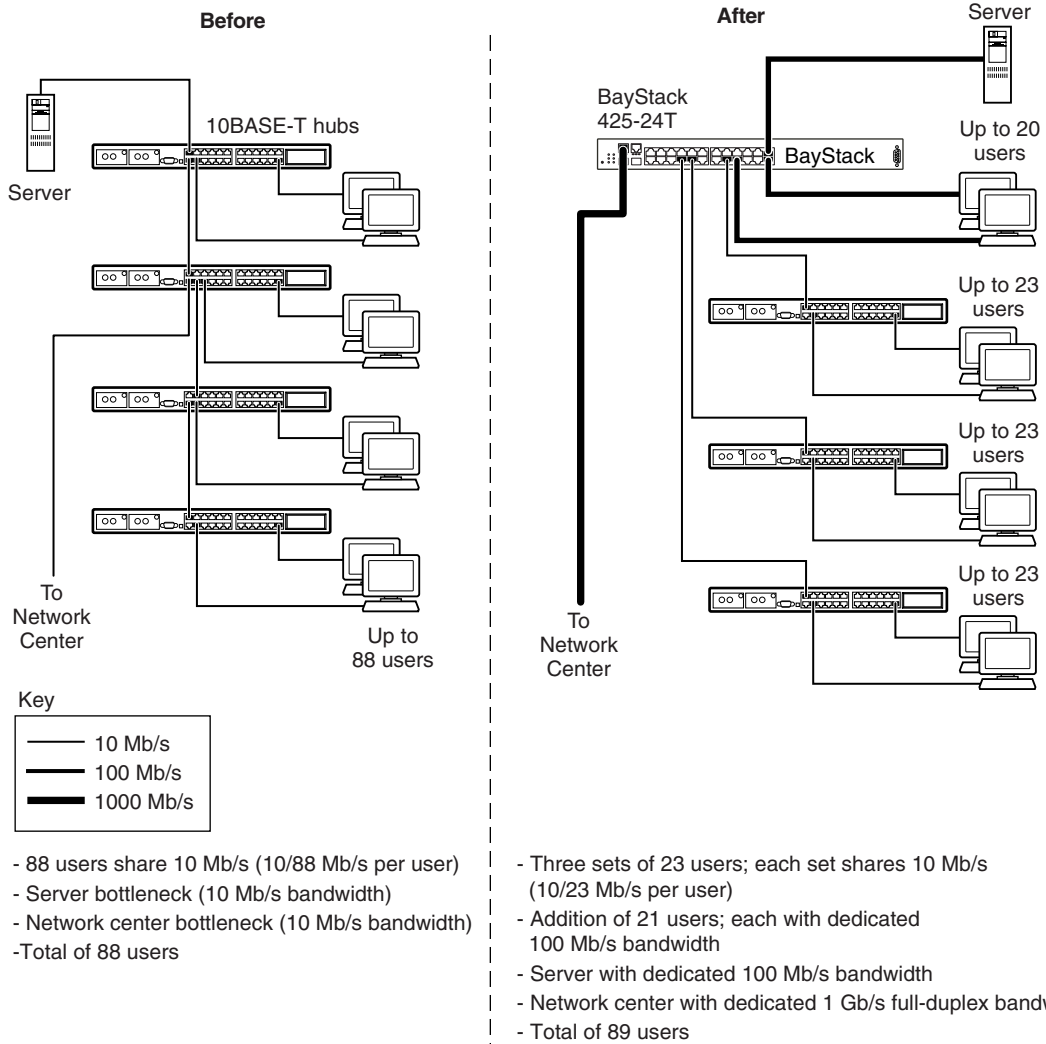 Before
Server
10BASE-T hubs
To
Network
Center
Up to
88 users
Key
10 Mb/s
100 Mb/s
1000 Mb/s
- 88 users share 10 Mb/s (10/88 Mb/s per user)
- Server bottleneck (10 Mb/s bandwidth)
- Network center bottleneck (10 Mb/s bandwidth)
-Total of 88 users
After
Server
BayStack
425-24T
BayStack
Up to 20
users
Up to 23
users
Up to 23
users
Up to 23
users
To
Network
Center
- Three sets of 23 users; each set shares 10 Mb/s
(10/23 Mb/s per user)
- Addition of 21 users; each with dedicated
100 Mb/s bandwidth
- Server with dedicated 100 Mb/s bandwidth
- Network center with dedicated 1 Gb/s full-duplex
- Total of 89 users